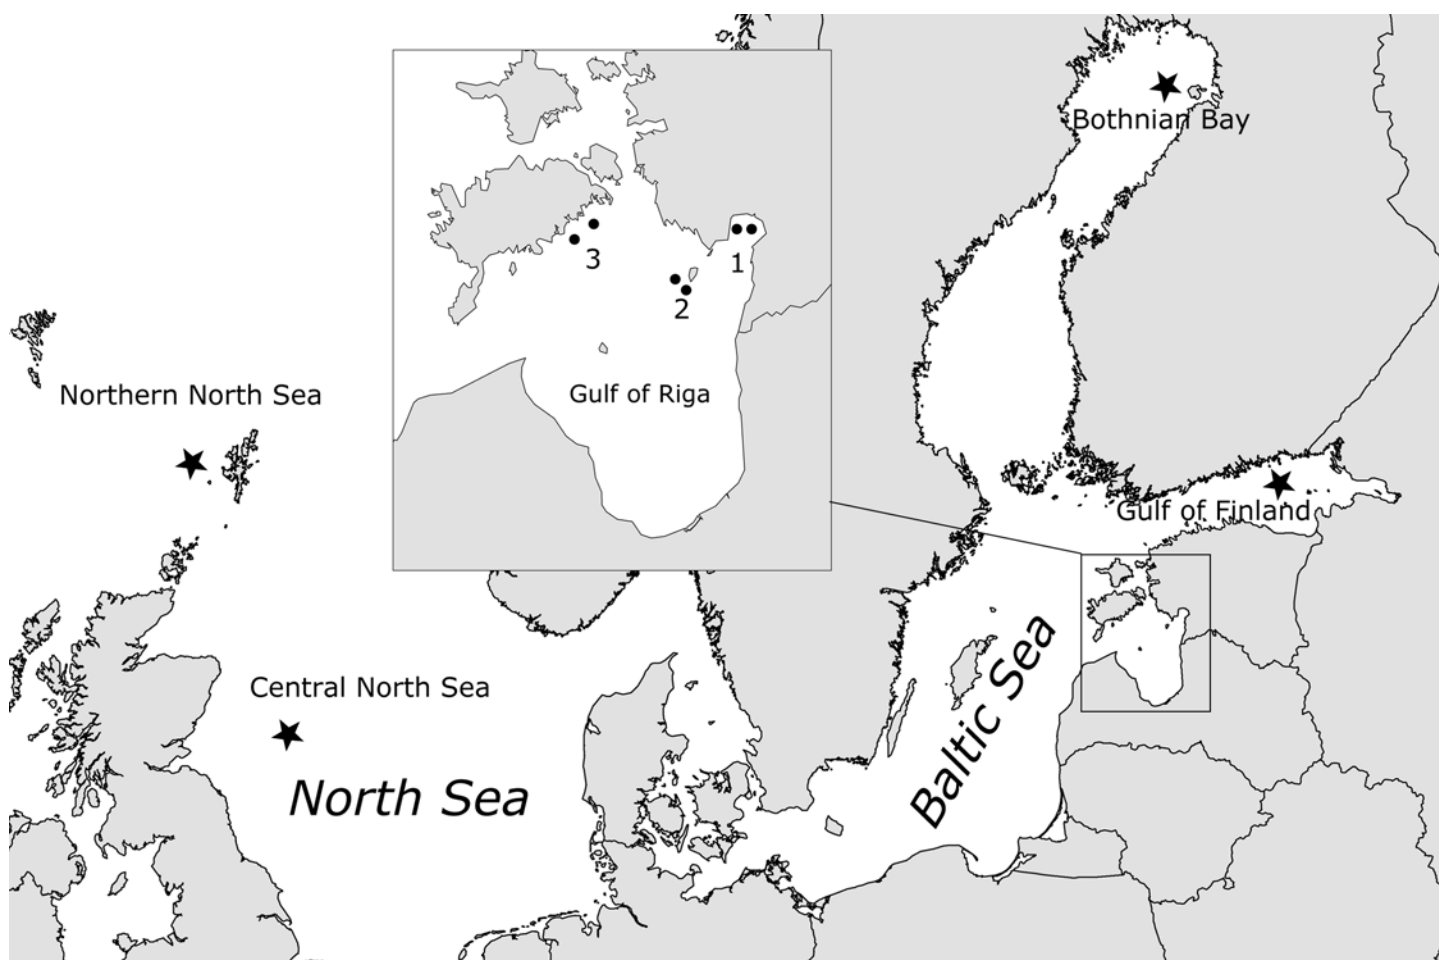 Bothnian Bay
3
1
2
Northern North Sea
Gulf of Riga
Gulf of Finland
Central North Sea
Baltic Sea
North Sea